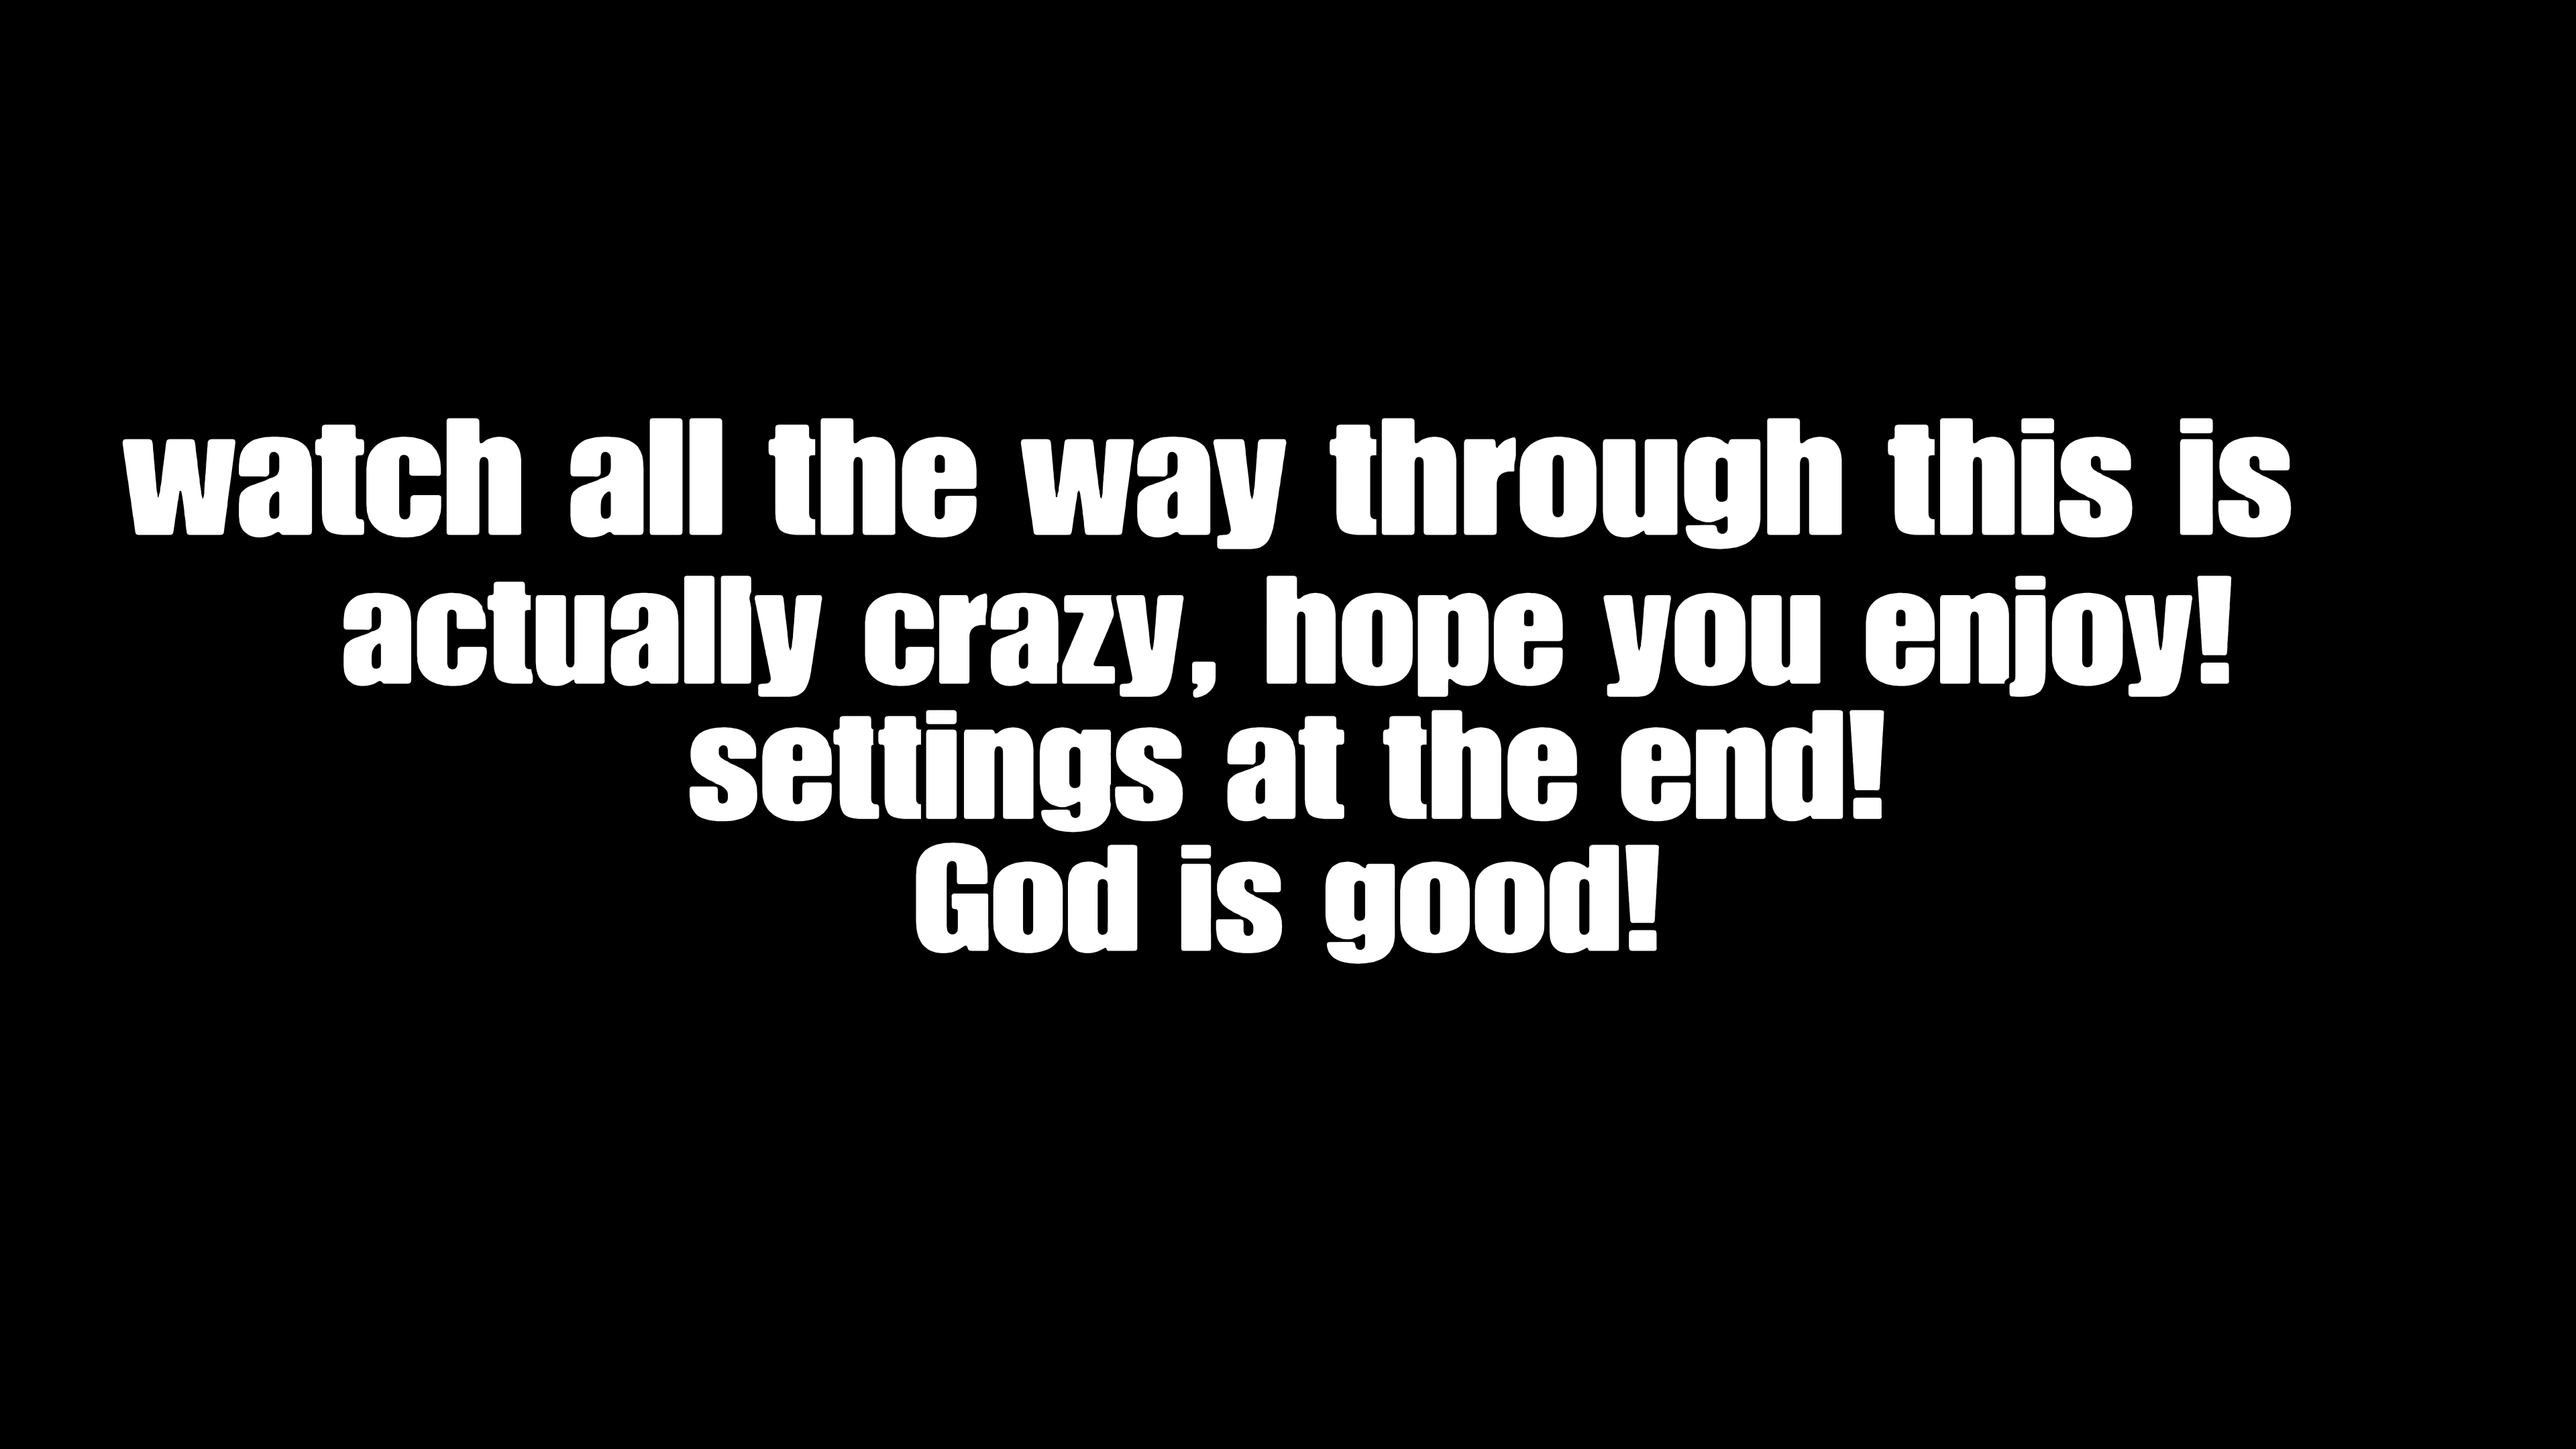 watch all the way through this is
actually crazy, hope you enjoy!
settings at the end!
God is good!